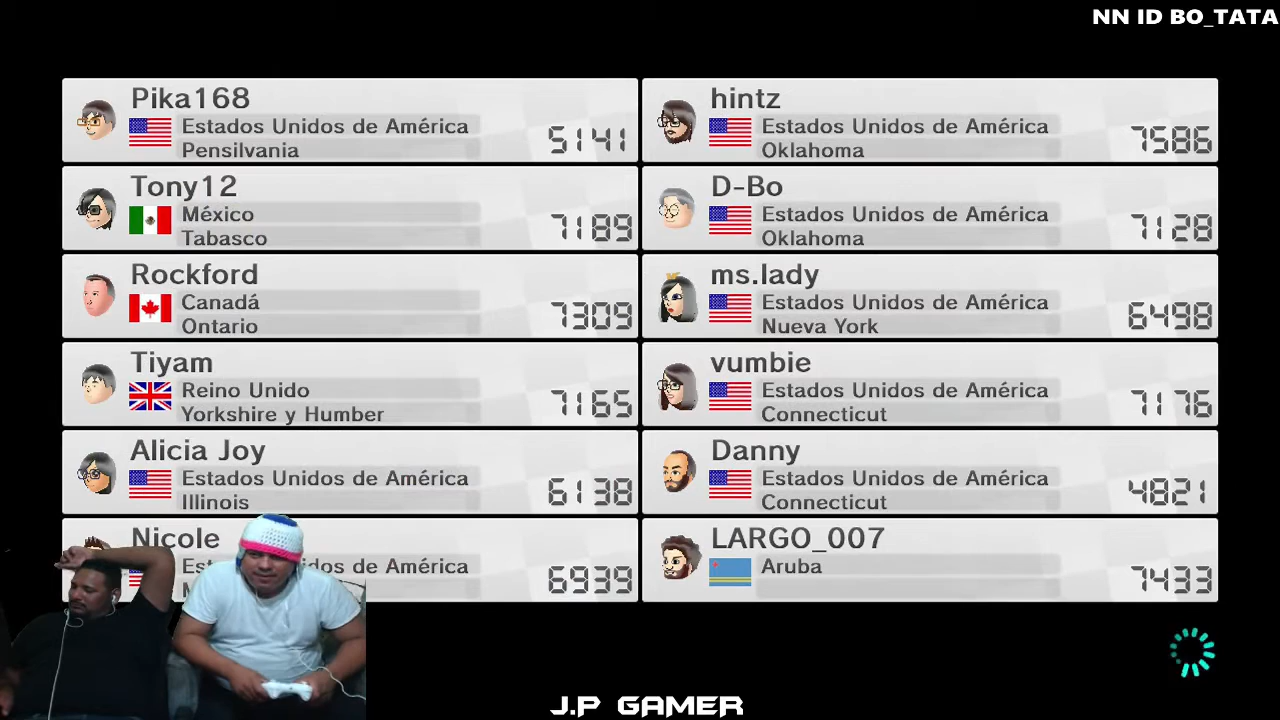 NN ID BO_TATA
Pika168
Estados Unidos de América
Pensilvania
5141
hintz
Estados Unidos de América
Oklahoma
7586
Tony12
México
Tabasco
7189
D-Bo
Estados Unidos de América
Oklahoma
7128
Rockford
Canadá
Ontario
7309
ms.lady
Estados Unidos de América
Nueva York
6498
Tiyam
Reino Unido
Yorkshire y Humber
7165
vumbie
Estados Unidos de América
Connecticut
7176
Alicia Joy
Estados Unidos de América
Illinois
6138
Danny
Estados Unidos de América
Connecticut
4821
Nicole
de América
6939
LARGO_007
Aruba
7433
J.P GAMER